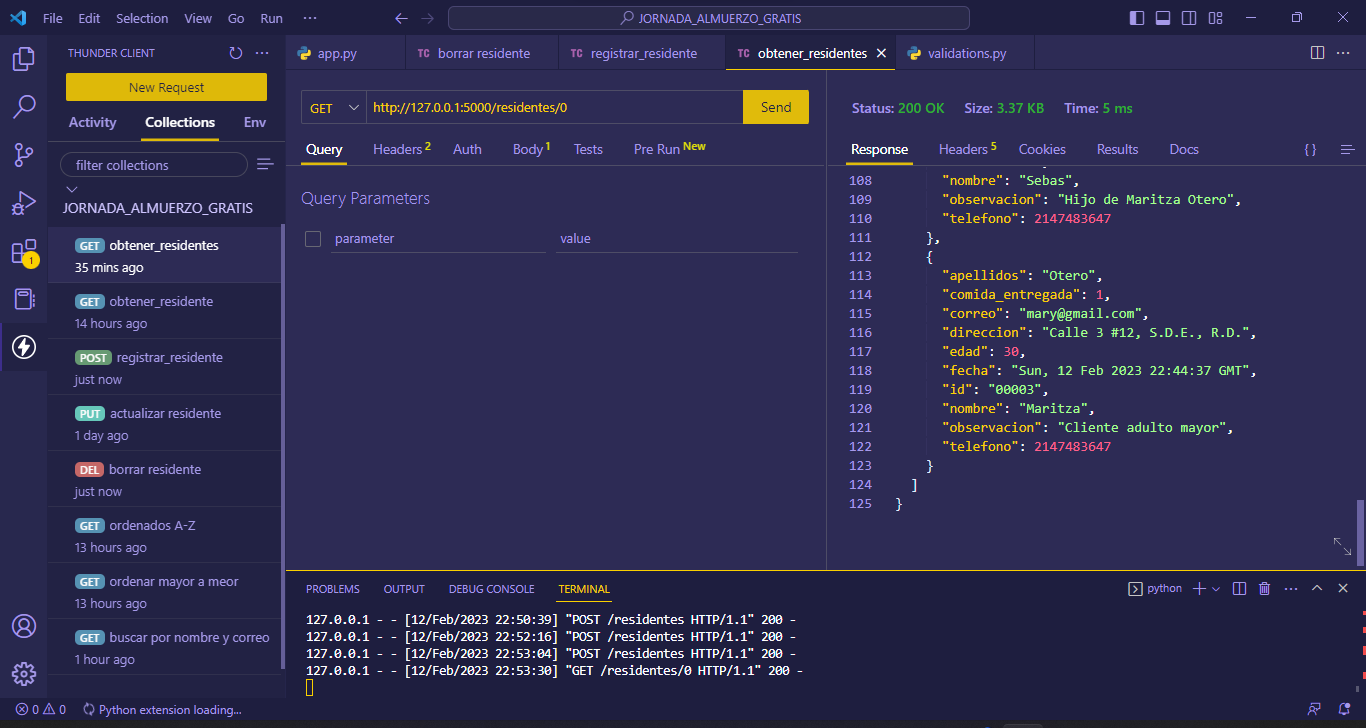 File Edit Selection View Go Run ··· JORNADA_ALMUERZO_GRATIS
THUNDER CLIENT
New Request
Activity Collections Env
filter collections
JORNADA_ALMUERZO_GRATIS
GET obtener_residentes
35 mins ago
GET obtener_residente
14 hours ago
POST registrar_residente
just now
PUT actualizar residente
1 day ago
DEL borrar residente
just now
GET ordenados A-Z
13 hours ago
GET ordenar mayor a meor
13 hours ago
GET buscar por nombre y correo
1 hour ago
1
app.py TC borrar residente TC registrar_residente TC obtener_residentes validations.py
GET http://127.0.0.1:5000/residentes/0 Send
Query Headers 2 Auth Body 1 Tests Pre Run New
Query Parameters
parameter value
Status: 200 OK Size: 3.37 KB Time: 5 ms
Response Headers 5 Cookies Results Docs {}
108 "nombre": "Sebas",
109 "observacion": "Hijo de Maritza Otero",
110 "telefono": 2147483647
111 },
112 {
113 "apellidos": "Otero",
114 "comida_entregada": 1,
115 "correo": "mary@gmail.com",
116 "direccion": "Calle 3 #12, S.D.E., R.D.",
117 "edad": 30,
118 "fecha": "Sun, 12 Feb 2023 22:44:37 GMT",
119 "id": "00003",
120 "nombre": "Maritza",
121 "observacion": "Cliente adulto mayor",
122 "telefono": 2147483647
123 }
124 ]
125 }
PROBLEMS OUTPUT DEBUG CONSOLE TERMINAL python
127.0.0.1 - - [12/Feb/2023 22:50:39] "POST /residentes HTTP/1.1" 200 -
127.0.0.1 - - [12/Feb/2023 22:52:16] "POST /residentes HTTP/1.1" 200 -
127.0.0.1 - - [12/Feb/2023 22:53:04] "POST /residentes HTTP/1.1" 200 -
127.0.0.1 - - [12/Feb/2023 22:53:30] "GET /residentes/0 HTTP/1.1" 200 -
0 0 Python extension loading...